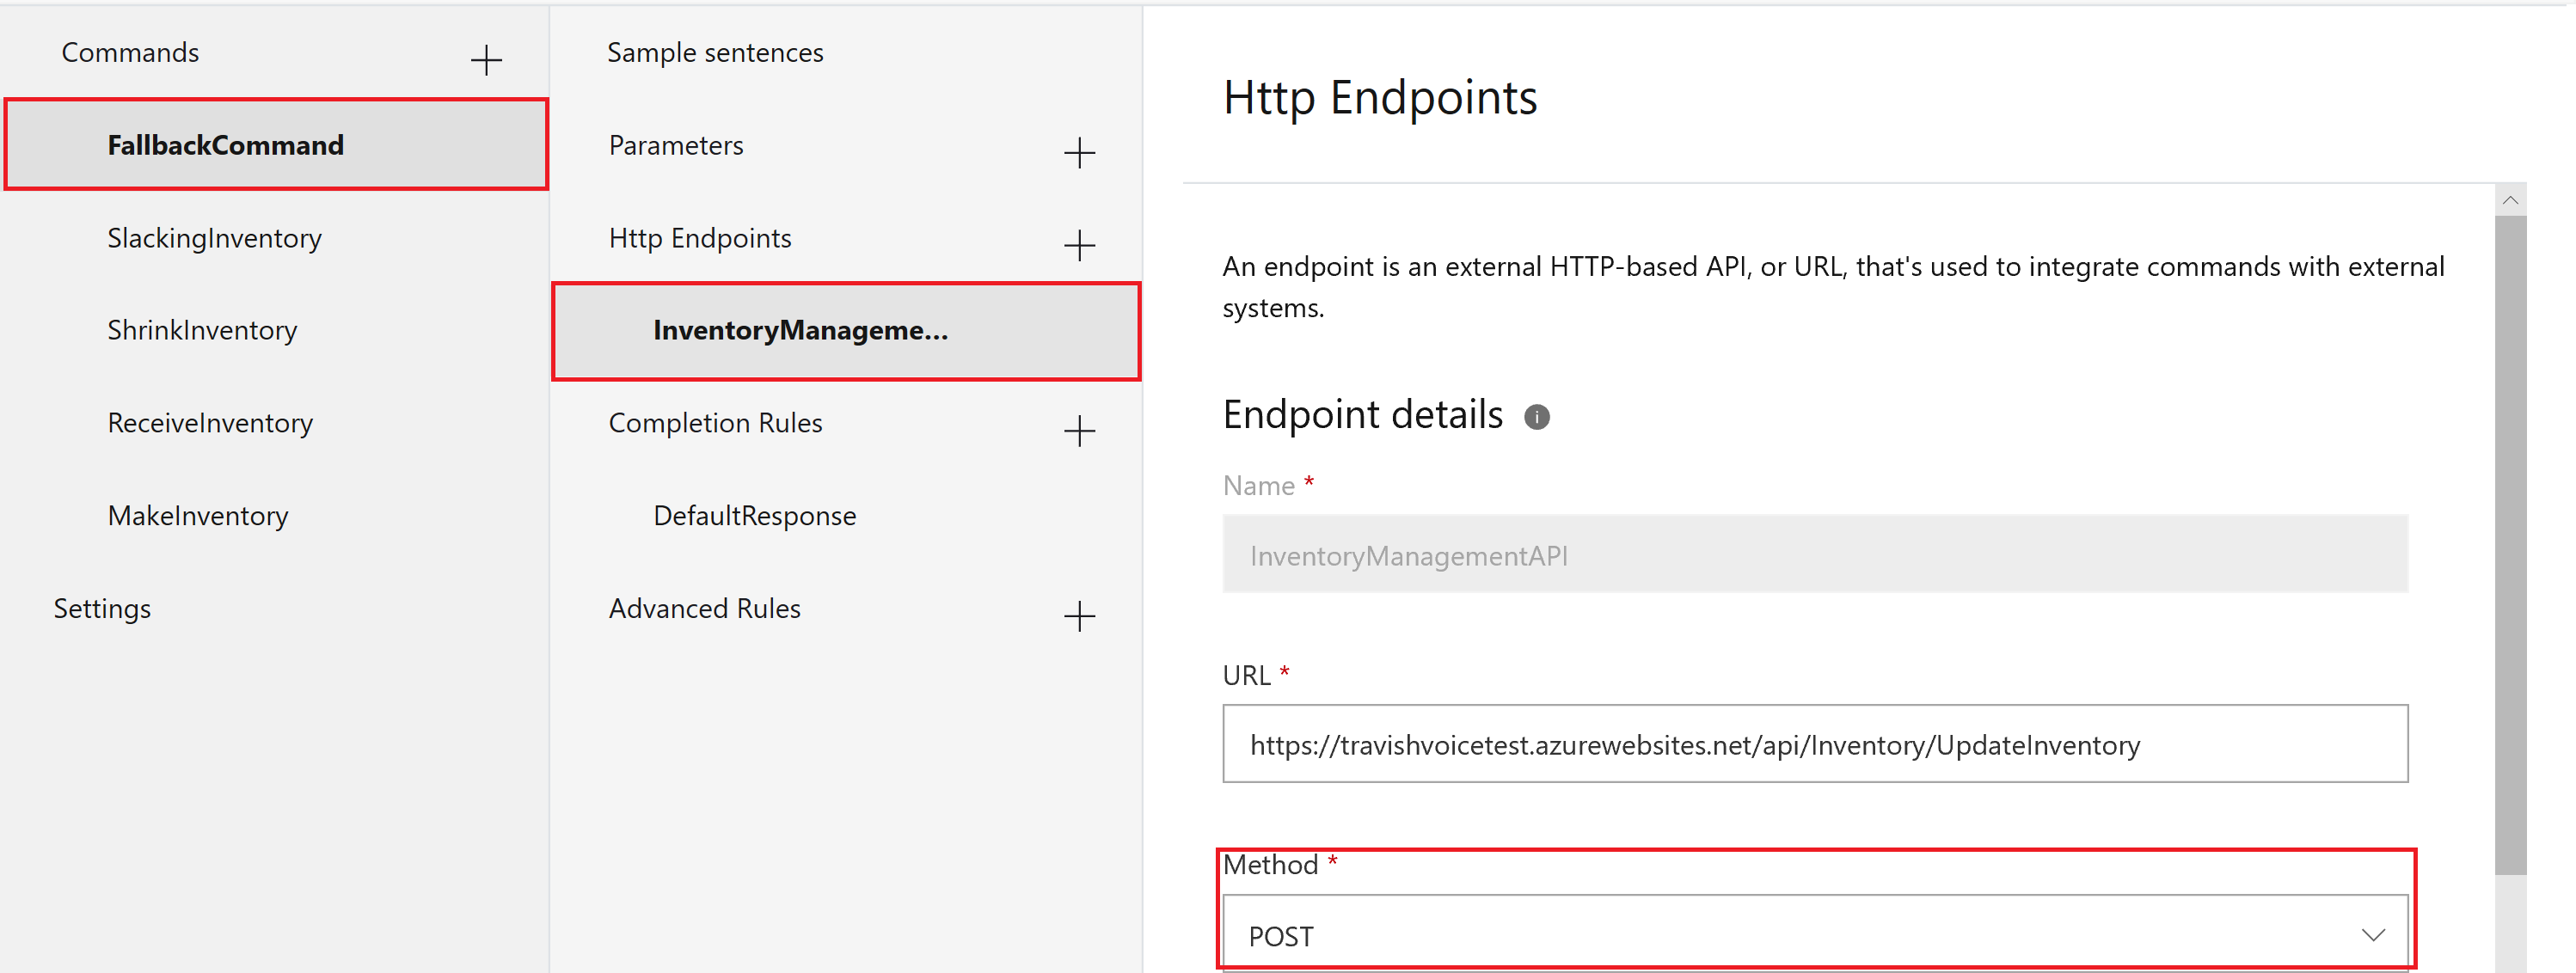 Commands
FallbackCommand
SlackingInventory
ShrinkInventory
ReceiveInventory
MakeInventory
Settings
Sample sentences
Parameters
Http Endpoints
InventoryManageme...
Completion Rules
DefaultResponse
Advanced Rules
Http Endpoints
An endpoint is an external HTTP-based API, or URL, that's used to integrate commands with external
systems.
Endpoint details
Name *
InventoryManagementAPI
URL *
https://travishvoicetest.azurewebsites.net/api/Inventory/UpdateInventory
Method *
POST